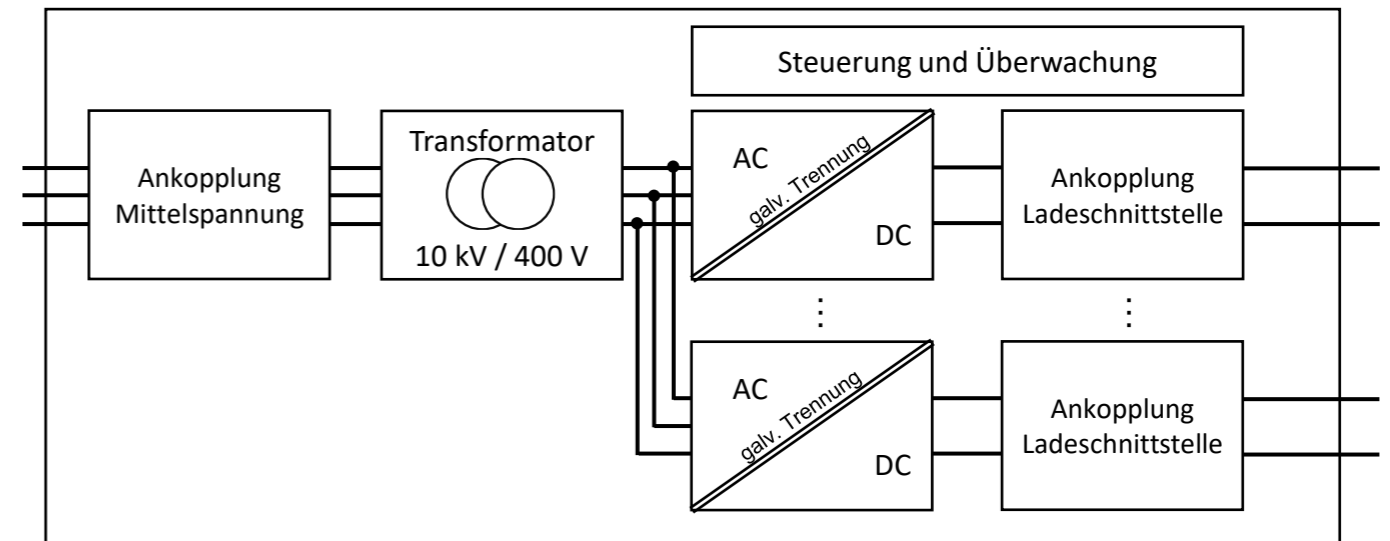 Steuerung und Überwachung
Ankopplung
Mittelspannung
Transformator
10 kV / 400 V
AC
galv. Trennung
DC
Ankopplung
Ladeschnittstelle
⋮
⋮
AC
galv. Trennung
DC
Ankopplung
Ladeschnittstelle